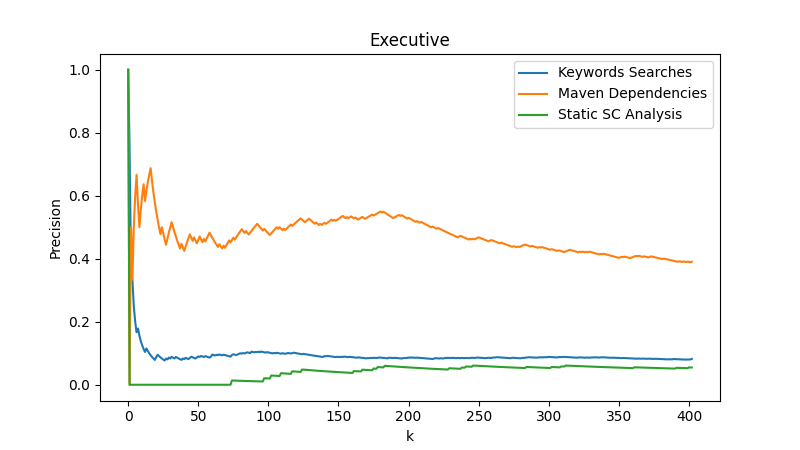 Executive
Keywords Searches
Maven Dependencies
Static SC Analysis
Precision
1.0
0.8
0.6
0.4
0.2
0.0
0 50 100 150 200 250 300 350 400
k